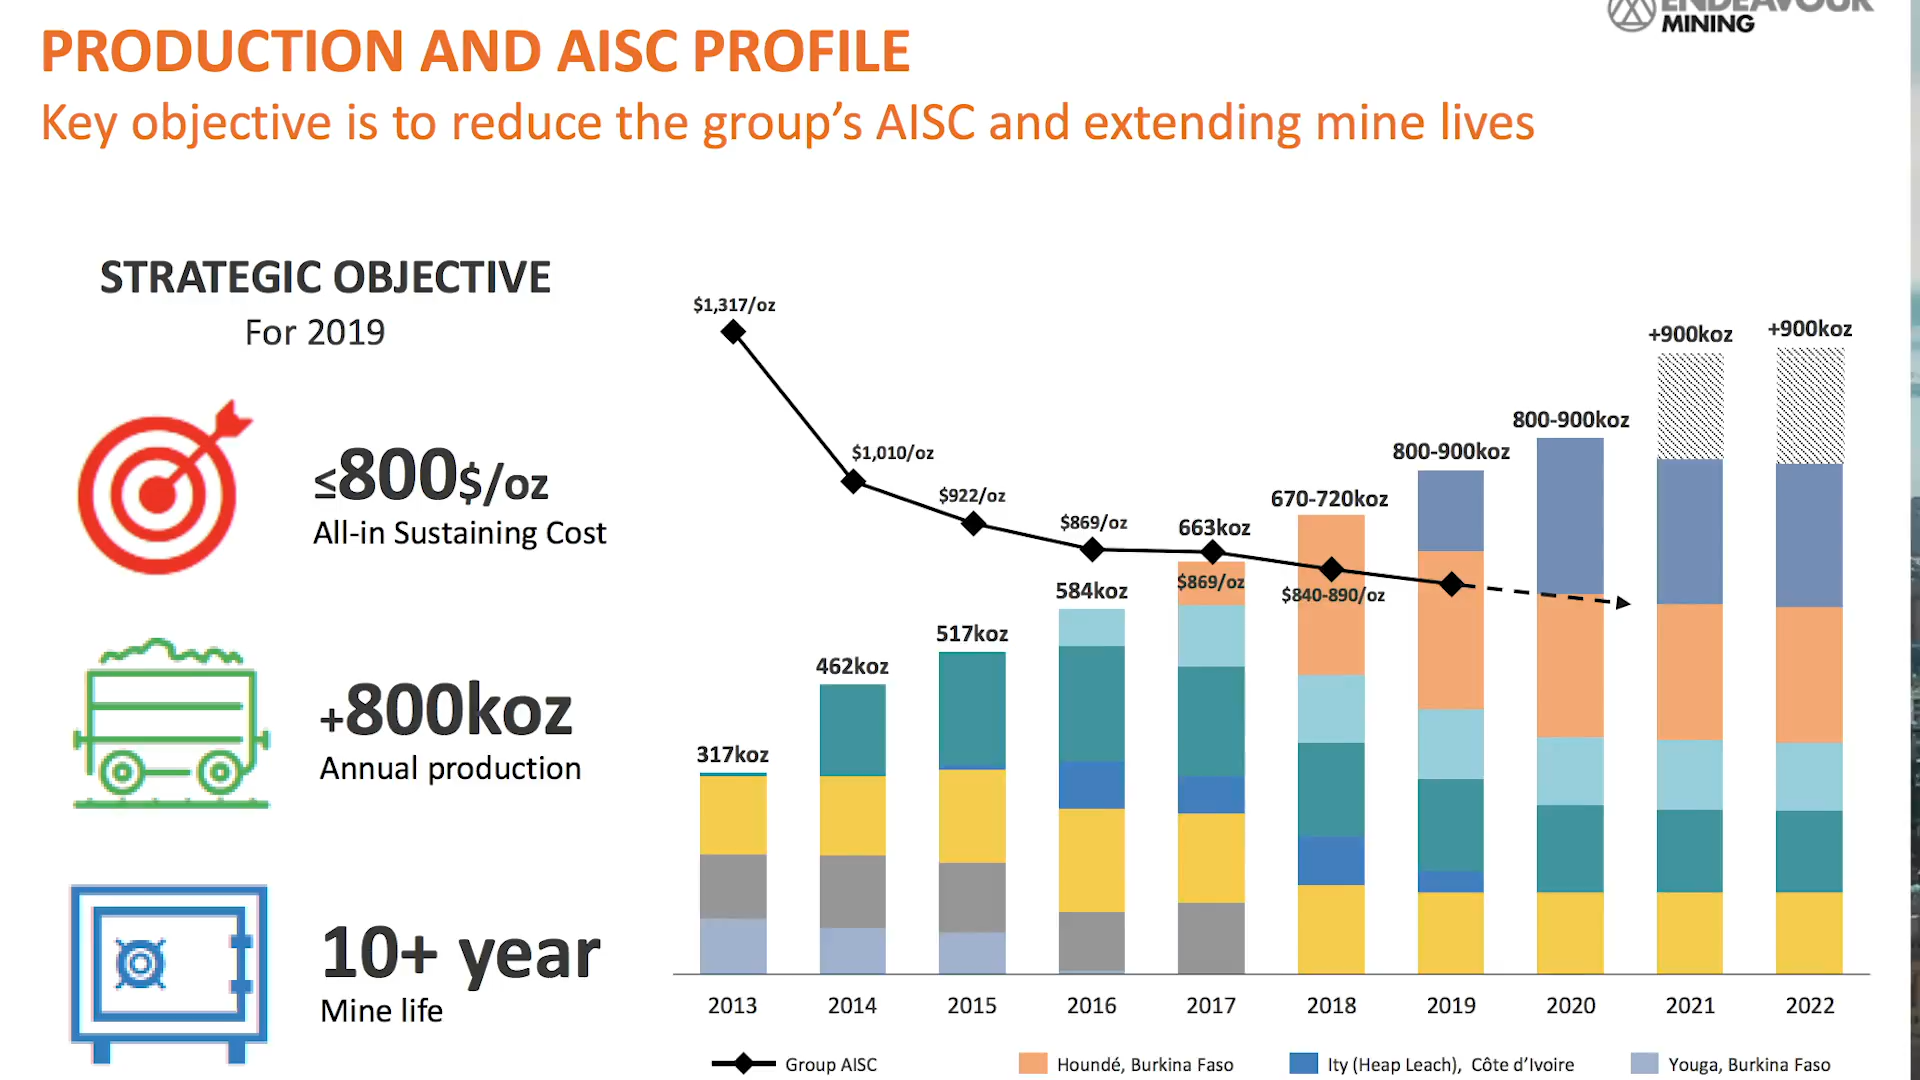 ENDEAVOUR
MINING
PRODUCTION AND AISC PROFILE
Key objective is to reduce the group’s AISC and extending mine lives
STRATEGIC OBJECTIVE
For 2019
≤800$/oz
All-in Sustaining Cost
+800koz
Annual production
10+ year
Mine life
$1,317/oz
$1,010/oz
$922/oz
$869/oz
$869/oz
$840-890/oz
317koz
462koz
517koz
584koz
663koz
670-720koz
800-900koz
800-900koz
+900koz
+900koz
2013 2014 2015 2016 2017 2018 2019 2020 2021 2022
Group AISC
Houndé, Burkina Faso
Ity (Heap Leach), Côte d’Ivoire
Youga, Burkina Faso